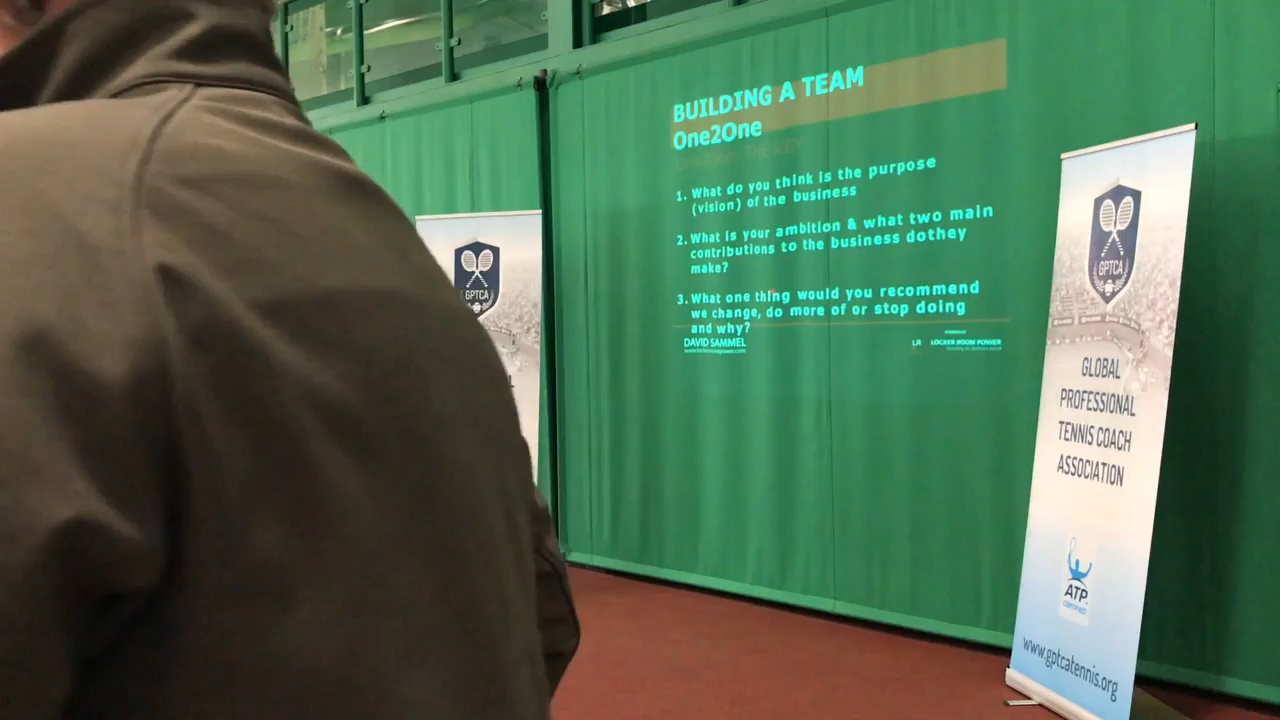 BUILDING A TEAM
One2One
1. What do you think is the purpose
(vision) of the business
2. What is your ambition & what two main
contributions to the business dothey
make?
3. What one thing would you recommend
we change, do more of or stop doing
and why?
DAVID SAMMEL
LR LOCKER ROOM POWER
GPTCA
GPTCA
GLOBAL
PROFESSIONAL
TENNIS COACH
ASSOCIATION
ATP
CERTIFIED
www.gptcatennis.org